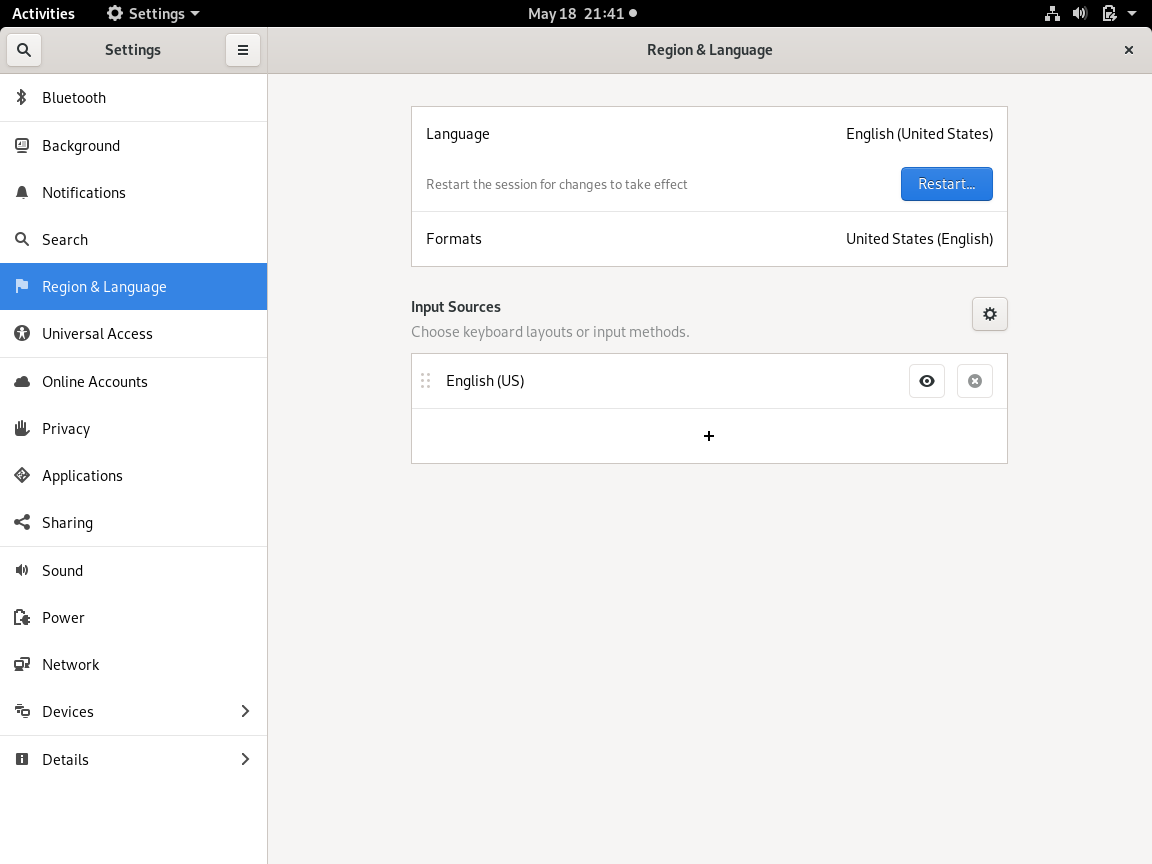 Activities
Settings
May 18 21:41
Settings
Region & Language
Bluetooth
Background
Notifications
Search
Region & Language
Universal Access
Online Accounts
Privacy
Applications
Sharing
Sound
Power
Network
Devices
Details
Language English (United States)
Restart the session for changes to take effect Restart...
Formats United States (English)
Input Sources
Choose keyboard layouts or input methods.
English (US)